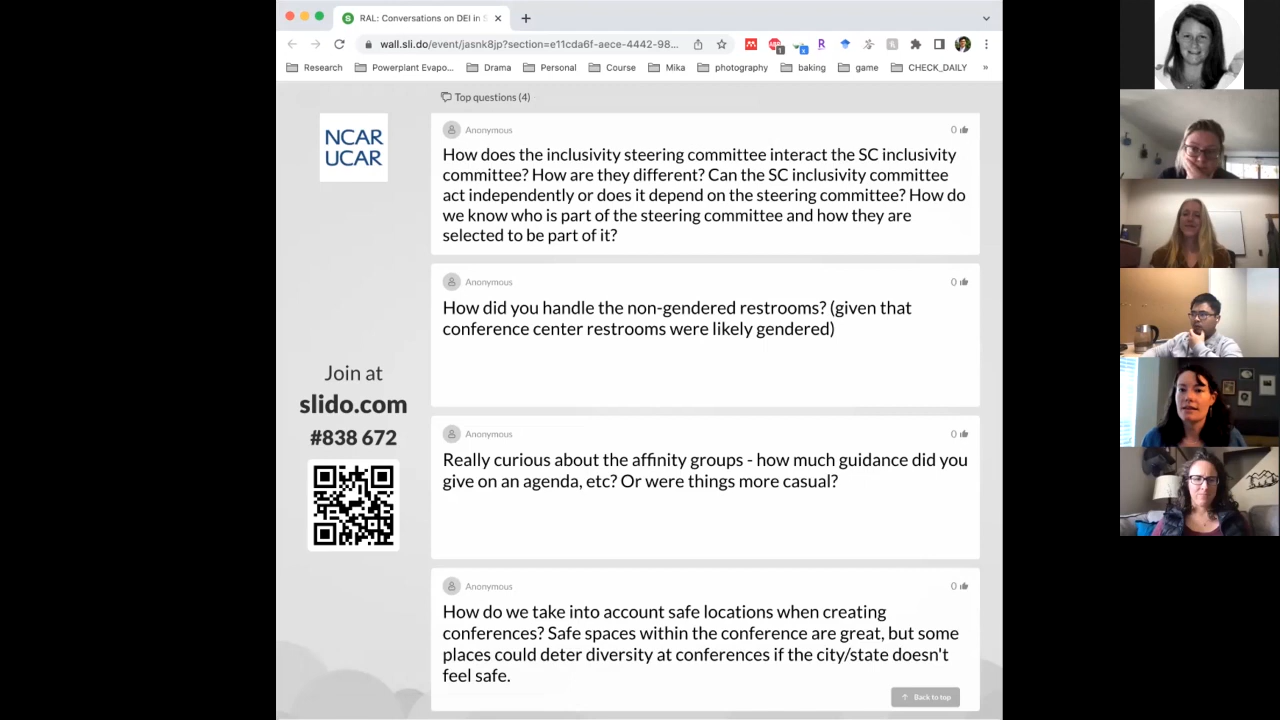 RAL: Conversations on DEI in S
wall.sli.do/event/jasnk8jp?section=e11cda6f-aece-4442-98...
Research Powerplant Evapo... Drama Personal Course Mika photography baking game CHECK_DAILY »
Top questions (4)
NCAR
UCAR
Anonymous 0
How does the inclusivity steering committee interact the SC inclusivity
committee? How are they different? Can the SC inclusivity committee
act independently or does it depend on the steering committee? How do
we know who is part of the steering committee and how they are
selected to be part of it?
Anonymous 0
How did you handle the non-gendered restrooms? (given that
conference center restrooms were likely gendered)
Join at
slido.com
#838 672
Anonymous 0
Really curious about the affinity groups - how much guidance did you
give on an agenda, etc? Or were things more casual?
Anonymous 0
How do we take into account safe locations when creating
conferences? Safe spaces within the conference are great, but some
places could deter diversity at conferences if the city/state doesn't
feel safe.
Back to top